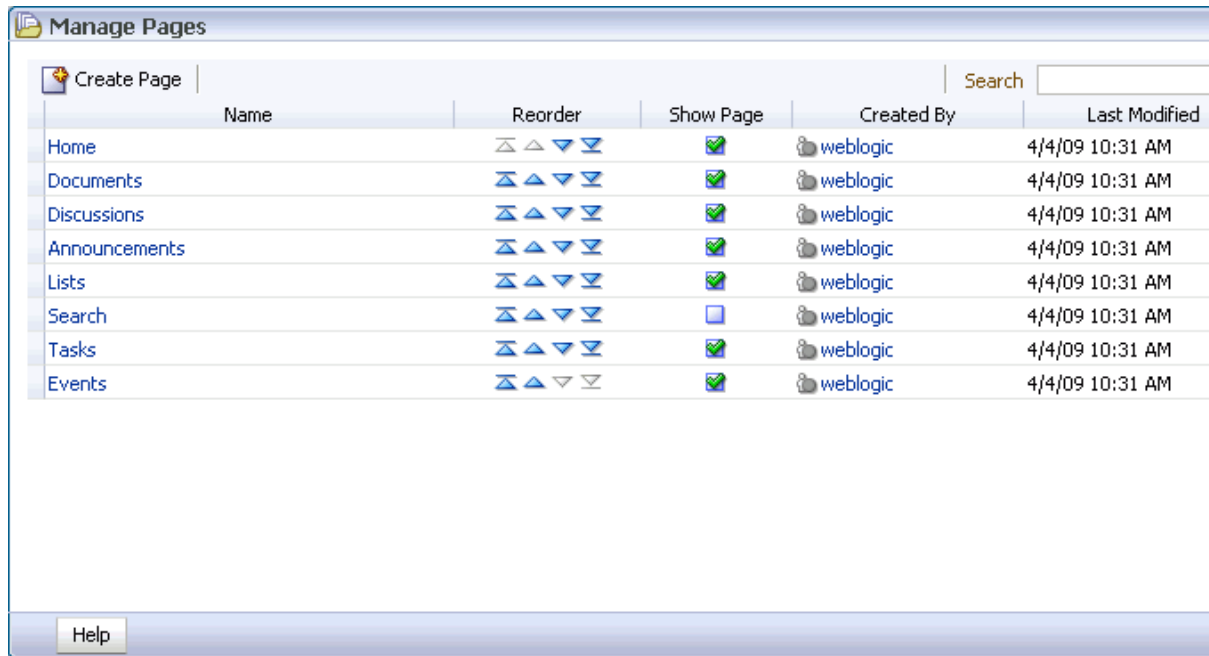 Manage Pages
Create Page Search
Name Reorder Show Page Created By Last Modified
Home weblogic 4/4/09 10:31 AM
Documents weblogic 4/4/09 10:31 AM
Discussions weblogic 4/4/09 10:31 AM
Announcements weblogic 4/4/09 10:31 AM
Lists weblogic 4/4/09 10:31 AM
Search weblogic 4/4/09 10:31 AM
Tasks weblogic 4/4/09 10:31 AM
Events weblogic 4/4/09 10:31 AM
Help